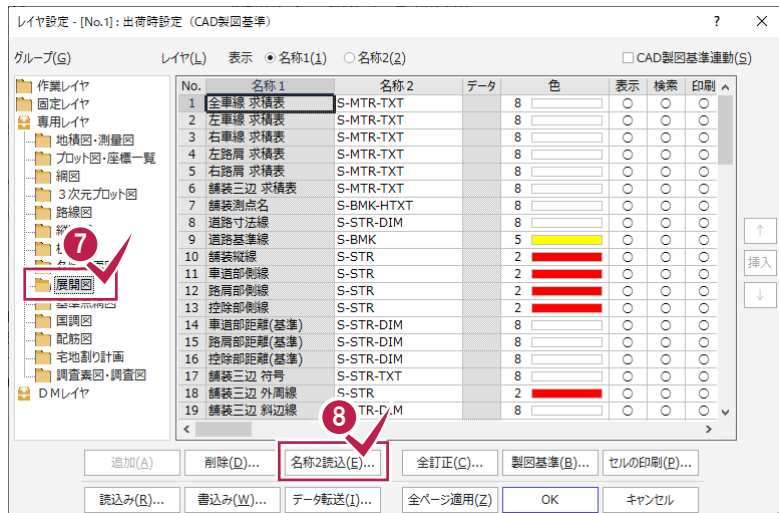 レイヤ設定 - [No.1] : 出荷時設定（CAD製図基準） ? ×
グループ(G) レイヤ(L) 表示 名称1(1) 名称2(2) CAD製図基準連動(S)
作業レイヤ
固定レイヤ
専用レイヤ
地積図・測量図
プロット図・座標一覧
網図
３次元プロット図
路線図
7
展開図
国調図
配筋図
宅地割り計画
調査素図・調査図
ＤＭレイヤ
No. 名称 1 名称 2 データ 色 表示 検索 印刷
1 全車線 求積表 S-MTR-TXT 8 ○ ○ ○
2 左車線 求積表 S-MTR-TXT 8 ○ ○ ○
3 右車線 求積表 S-MTR-TXT 8 ○ ○ ○
4 左路肩 求積表 S-MTR-TXT 8 ○ ○ ○
5 右路肩 求積表 S-MTR-TXT 8 ○ ○ ○
6 舗装三辺 求積表 S-MTR-TXT 8 ○ ○ ○
7 舗装測点名 S-BMK-HTXT 8 ○ ○ ○
8 道路寸法線 S-STR-DIM 8 ○ ○ ○
9 道路基準線 S-BMK 5 ○ ○ ○
10 舗装縦線 S-STR 2 ○ ○ ○
11 車道部側線 S-STR 2 ○ ○ ○
12 路肩部側線 S-STR 2 ○ ○ ○
13 控除部側線 S-STR 2 ○ ○ ○
14 車道部距離(基準) S-STR-DIM 8 ○ ○ ○
15 路肩部距離(基準) S-STR-DIM 8 ○ ○ ○
16 控除部距離(基準) S-STR-DIM 8 ○ ○ ○
17 舗装三辺 符号 S-STR-TXT 8 ○ ○ ○
18 舗装三辺 外周線 S-STR 2 ○ ○ ○
19 舗装三辺 斜辺線 8 ○ ○ ○
↑
挿入
↓
8
追加(A) 削除(D)... 名称2読込(E)... 全訂正(C)... 製図基準(B)... セルの印刷(P)...
読込み(R)... 書込み(W)... データ転送(I)... 全ページ適用(Z) OK キャンセル